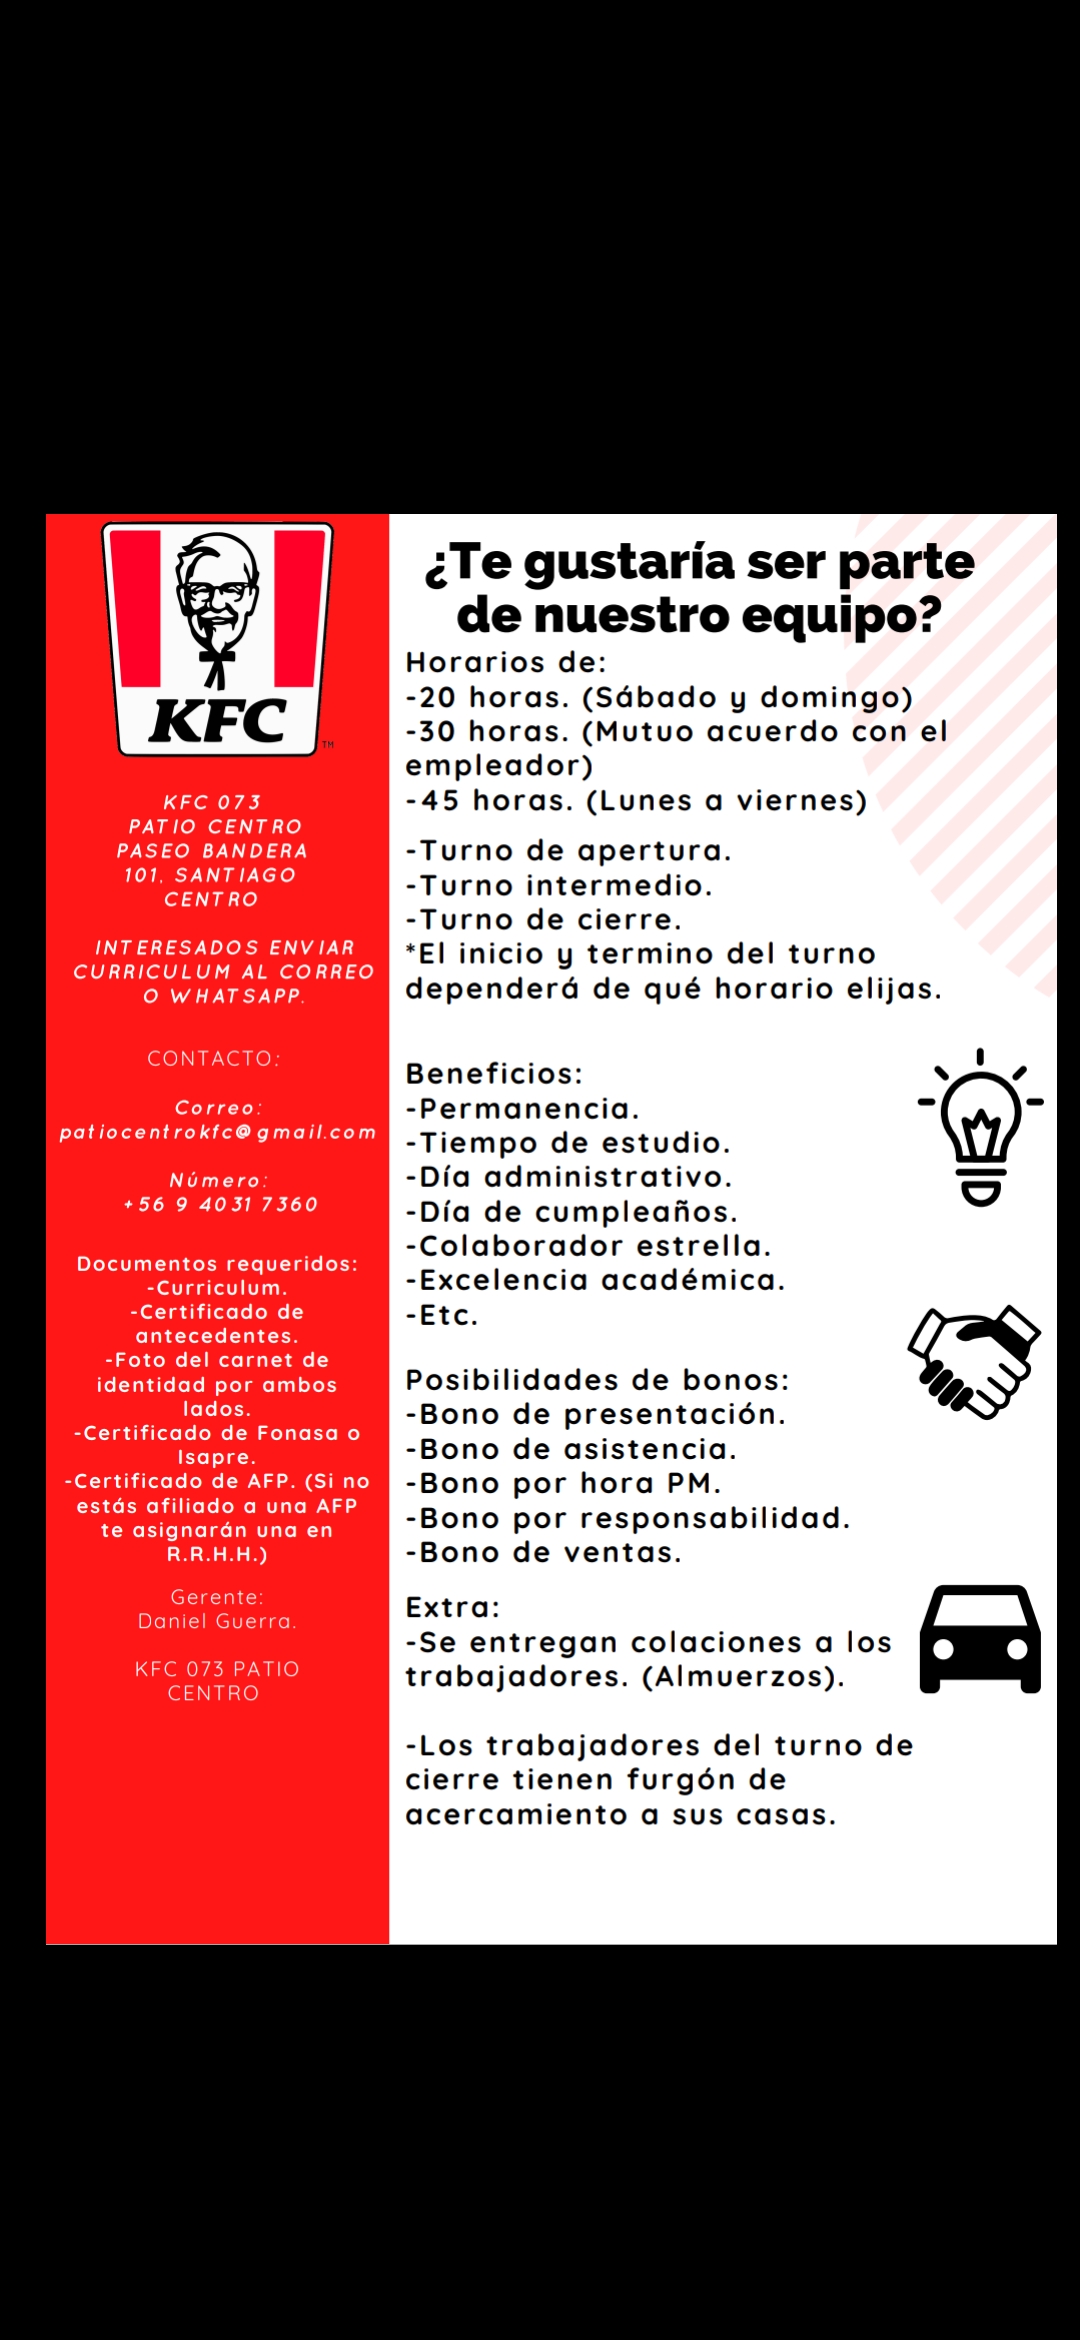 KFC
TM
KFC 073
PATIO CENTRO
PASEO BANDERA
101, SANTIAGO
CENTRO
INTERESADOS ENVIAR
CURRICULUM AL CORREO
O WHATSAPP.
CONTACTO:
Correo:
patiocentrokfc@gmail.com
Número:
+56 9 4031 7360
Documentos requeridos:
-Curriculum.
-Certificado de
antecedentes.
-Foto del carnet de
identidad por ambos
lados.
-Certificado de Fonasa o
Isapre.
-Certificado de AFP. (Si no
estás afiliado a una AFP
te asignarán una en
R.R.H.H.)
Gerente:
Daniel Guerra.
KFC 073 PATIO
CENTRO
¿Te gustaría ser parte
de nuestro equipo?
Horarios de:
-20 horas. (Sábado y domingo)
-30 horas. (Mutuo acuerdo con el
empleador)
-45 horas. (Lunes a viernes)
-Turno de apertura.
-Turno intermedio.
-Turno de cierre.
*El inicio y termino del turno
dependerá de qué horario elijas.
Beneficios:
-Permanencia.
-Tiempo de estudio.
-Día administrativo.
-Día de cumpleaños.
-Colaborador estrella.
-Excelencia académica.
-Etc.
Posibilidades de bonos:
-Bono de presentación.
-Bono de asistencia.
-Bono por hora PM.
-Bono por responsabilidad.
-Bono de ventas.
Extra:
-Se entregan colaciones a los
trabajadores. (Almuerzos).
-Los trabajadores del turno de
cierre tienen furgón de
acercamiento a sus casas.